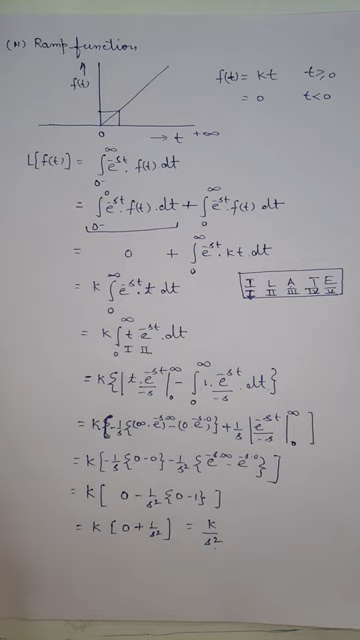 (M) Ramp function
f(t)
f(t) = kt t ≥ 0
= 0 t < 0
0 → t +∞
L[f(t)] = ∫₀₋^∞ e^-st . f(t) dt
= ∫₀₋^0 e^-st . f(t) . dt + ∫₀^∞ e^-st . f(t) dt
= 0 + ∫₀^∞ e^-st . kt . dt
= k ∫₀^∞ e^-st . t dt
I L A T E
I II III IV V
= k ∫₀^∞ t e^-st . dt
I II
= k { | t . e^-st/-s |₀^∞ - ∫₀^∞ 1 . e^-st/-s . dt }
= k { -1/s { (∞ . e^-s.∞ - (0 e^-s.0) } + 1/s | e^-st/-s |₀^∞ ]
= k [ -1/s { 0 - 0 } - 1/s² { e^-s.∞ - e^-s.0 } ]
= k [ 0 - 1/s² { 0 - 1 } ]
= k [ 0 + 1/s² ] = k/s²